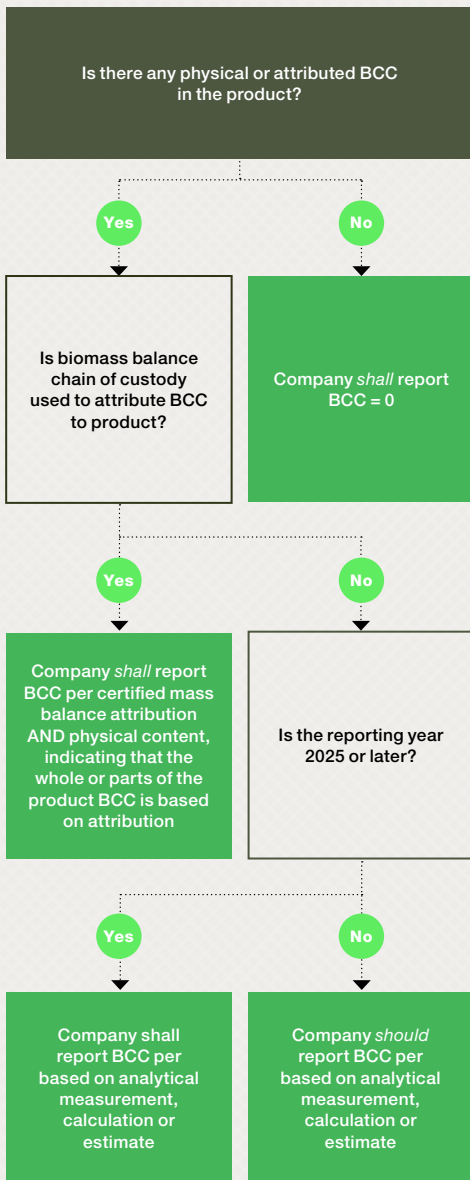 Is there any physical or attributed BCC
in the product?
Yes
No
Is biomass balance
chain of custody
used to attribute BCC
to product?
Company shall report
BCC = 0
Yes
No
Company shall report
BCC per certified mass
balance attribution
AND physical content,
indicating that the
whole or parts of the
product BCC is based
on attribution
Is the reporting year
2025 or later?
Yes
No
Company shall
report BCC per
based on analytical
measurement,
calculation or
estimate
Company should
report BCC per
based on analytical
measurement,
calculation or
estimate